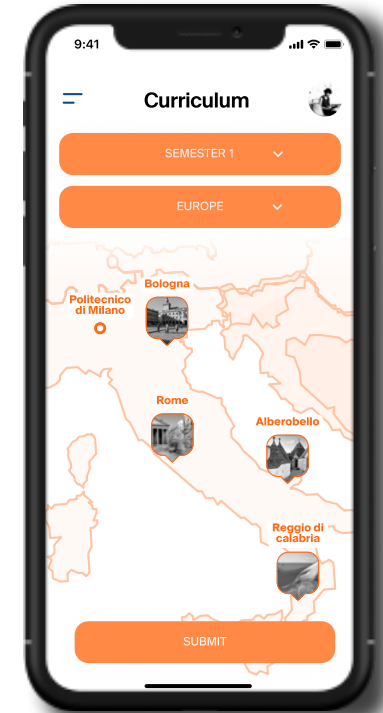 9:41
Curriculum
SEMESTER 1
EUROPE
Bologna
Politecnico
di Milano
Rome
Alberobello
Reggio di
calabria
SUBMIT